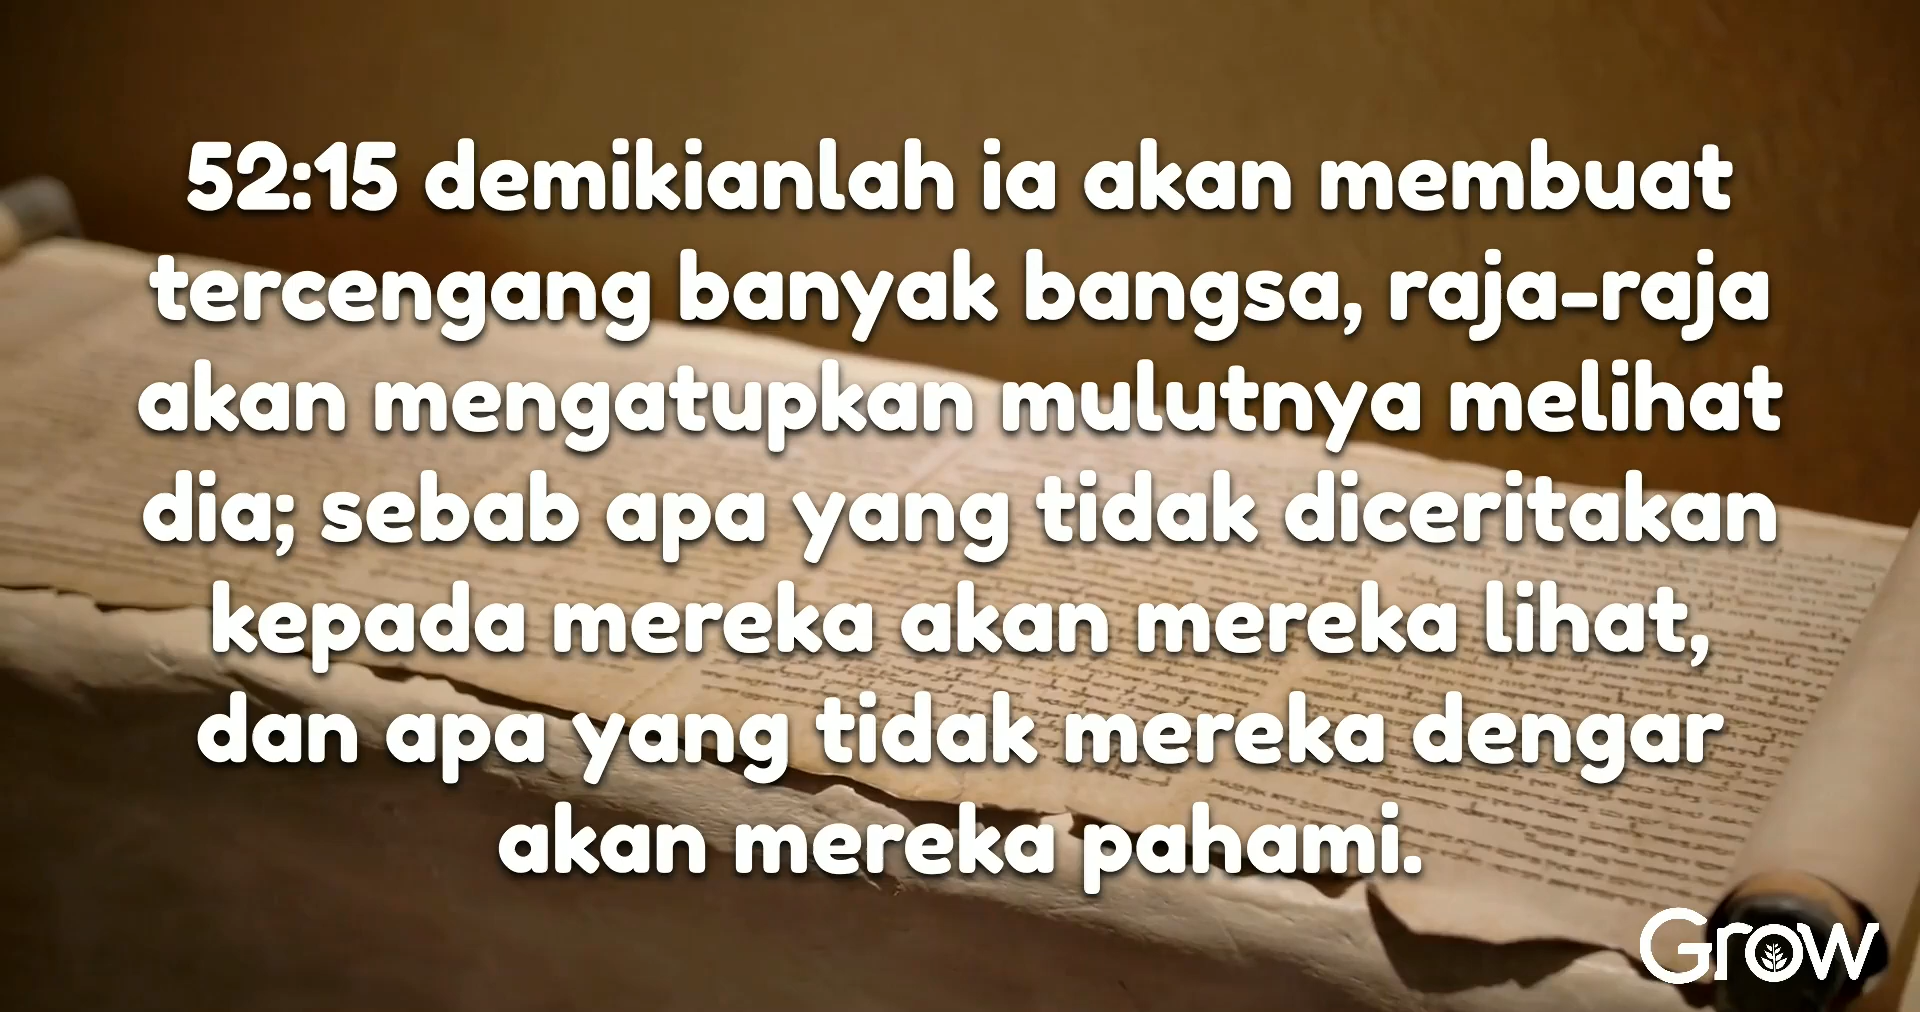 52:15 demikianlah ia akan membuat
tercengang banyak bangsa, raja-raja
akan mengatupkan mulutnya melihat
dia; sebab apa yang tidak diceritakan
kepada mereka akan mereka lihat,
dan apa yang tidak mereka dengar
akan mereka pahami.
Grow